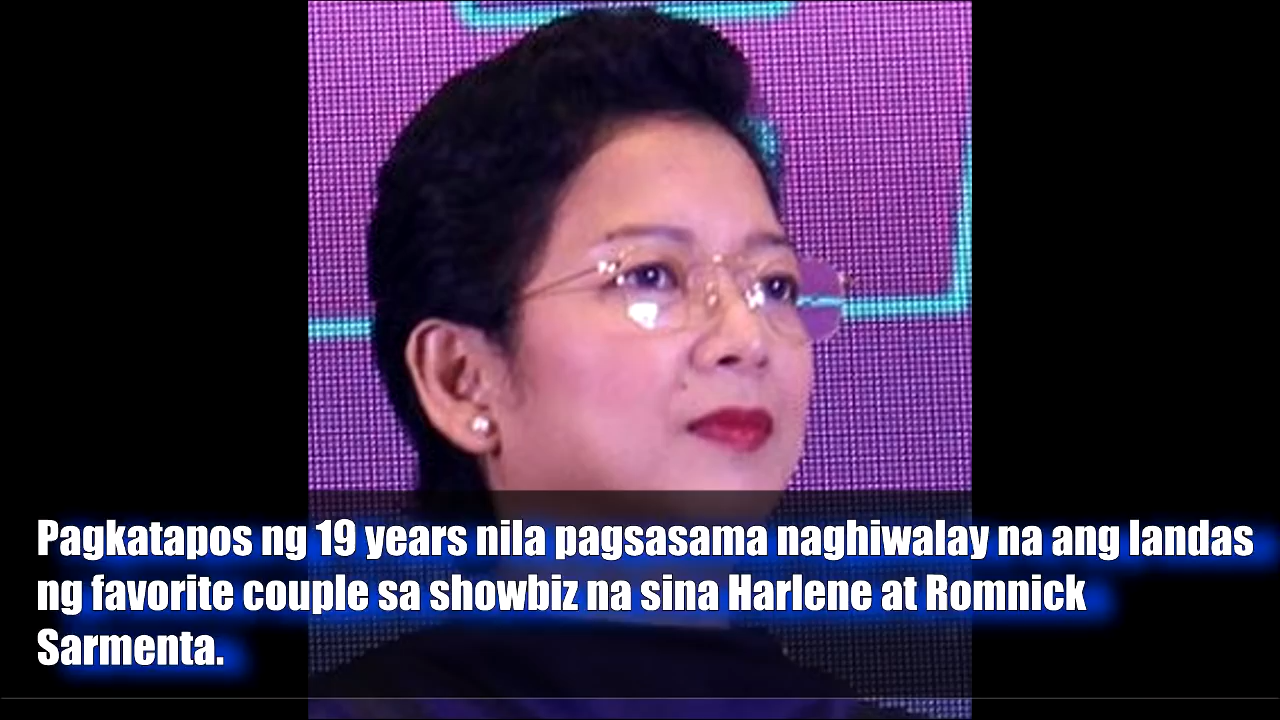 Pagkatapos ng 19 years nila pagsasama naghiwalay na ang landas
ng favorite couple sa showbiz na sina Harlene at Romnick
Sarmenta.